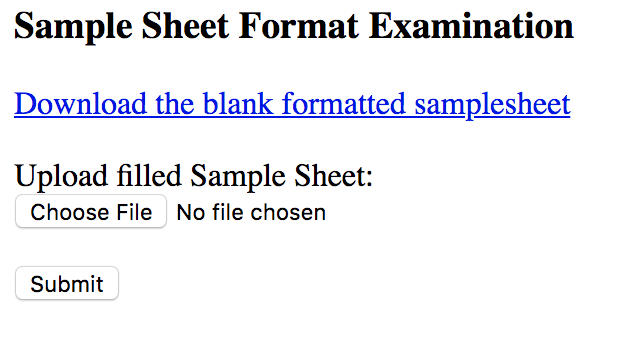 Sample Sheet Format Examination
Download the blank formatted samplesheet
Upload filled Sample Sheet:
Choose File No file chosen
Submit